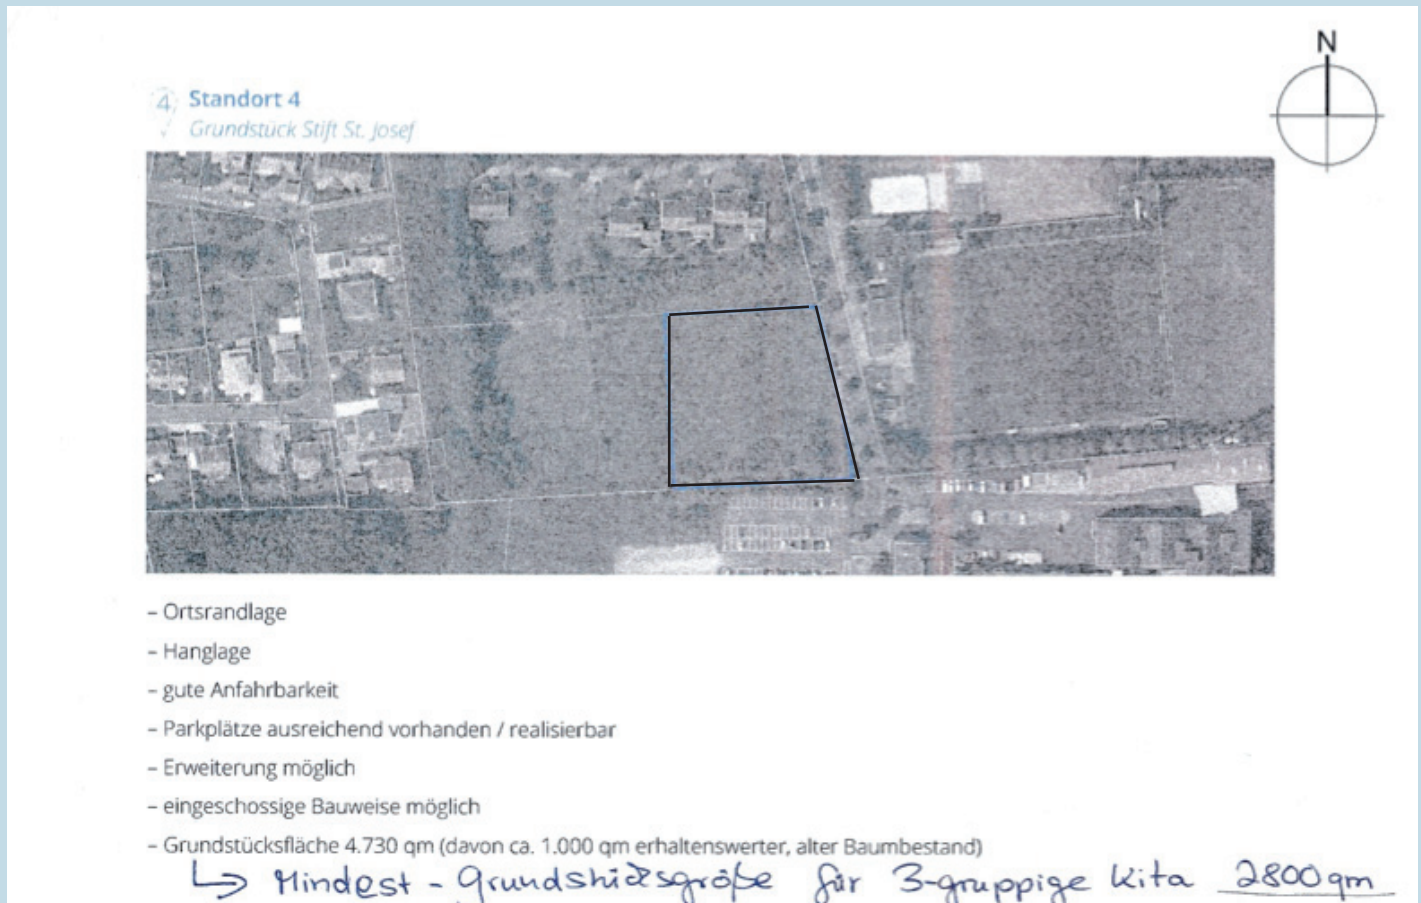 N
4 Standort 4
Grundstück Stift St. Josef
– Ortsrandlage
– Hanglage
– gute Anfahrbarkeit
– Parkplätze ausreichend vorhanden / realisierbar
– Erweiterung möglich
– eingeschossige Bauweise möglich
– Grundstücksfläche 4.730 qm (davon ca. 1.000 qm erhaltenswerter, alter Baumbestand)
↳ Mindest - Grundstücksgröße für 3-gruppige Kita 2800 qm